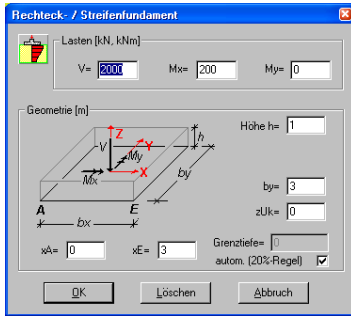 Rechteck- / Streifenfundament
Lasten [kN, kNm]
V= 2000 Mx= 200 My= 0
Geometrie [m]
Höhe h= 1
Z
Y
h
V
My
by
X
Mx
by= 3
A
E
zUk= 0
bx
xA= 0 xE= 3 Grenztiefe= 0
autom. (20%-Regel)
OK Löschen Abbruch